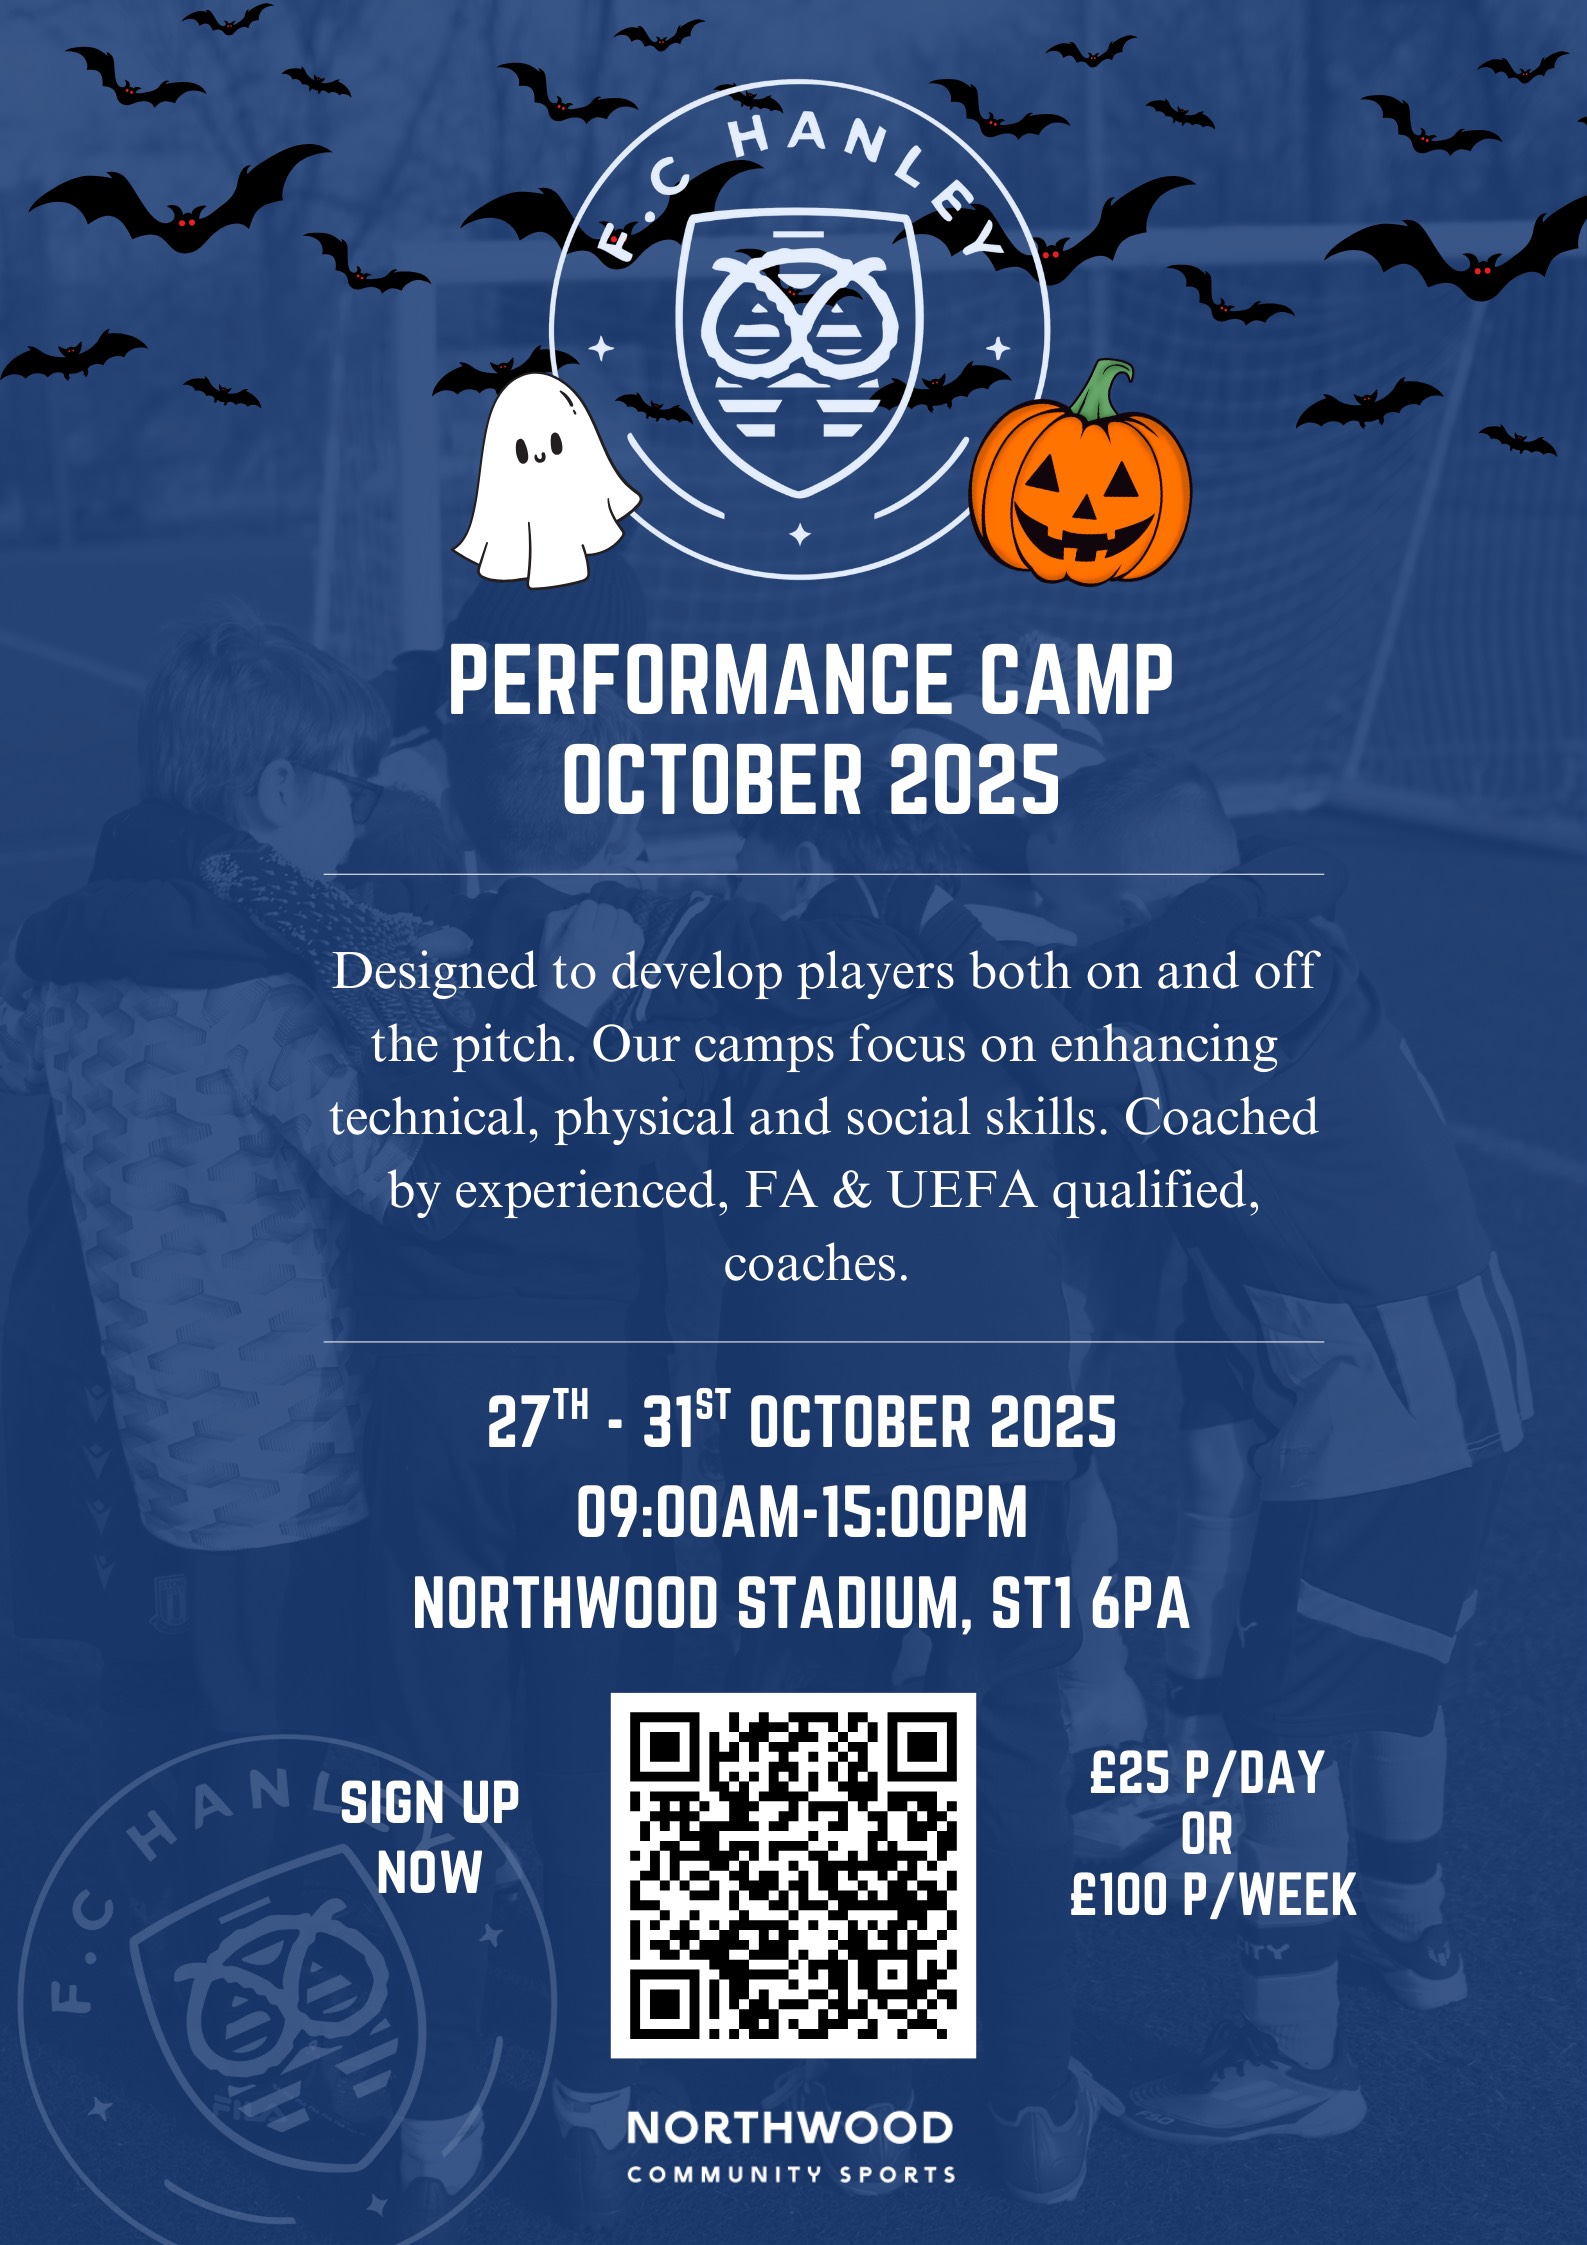 F.C HANLEY
PERFORMANCE CAMP
OCTOBER 2025
Designed to develop players both on and off
the pitch. Our camps focus on enhancing
technical, physical and social skills. Coached
by experienced, FA & UEFA qualified,
coaches.
27TH - 31ST OCTOBER 2025
09:00AM-15:00PM
NORTHWOOD STADIUM, ST1 6PA
SIGN UP
NOW
£25 P/DAY
OR
£100 P/WEEK
F.C HANLEY
NORTHWOOD
COMMUNITY SPORTS